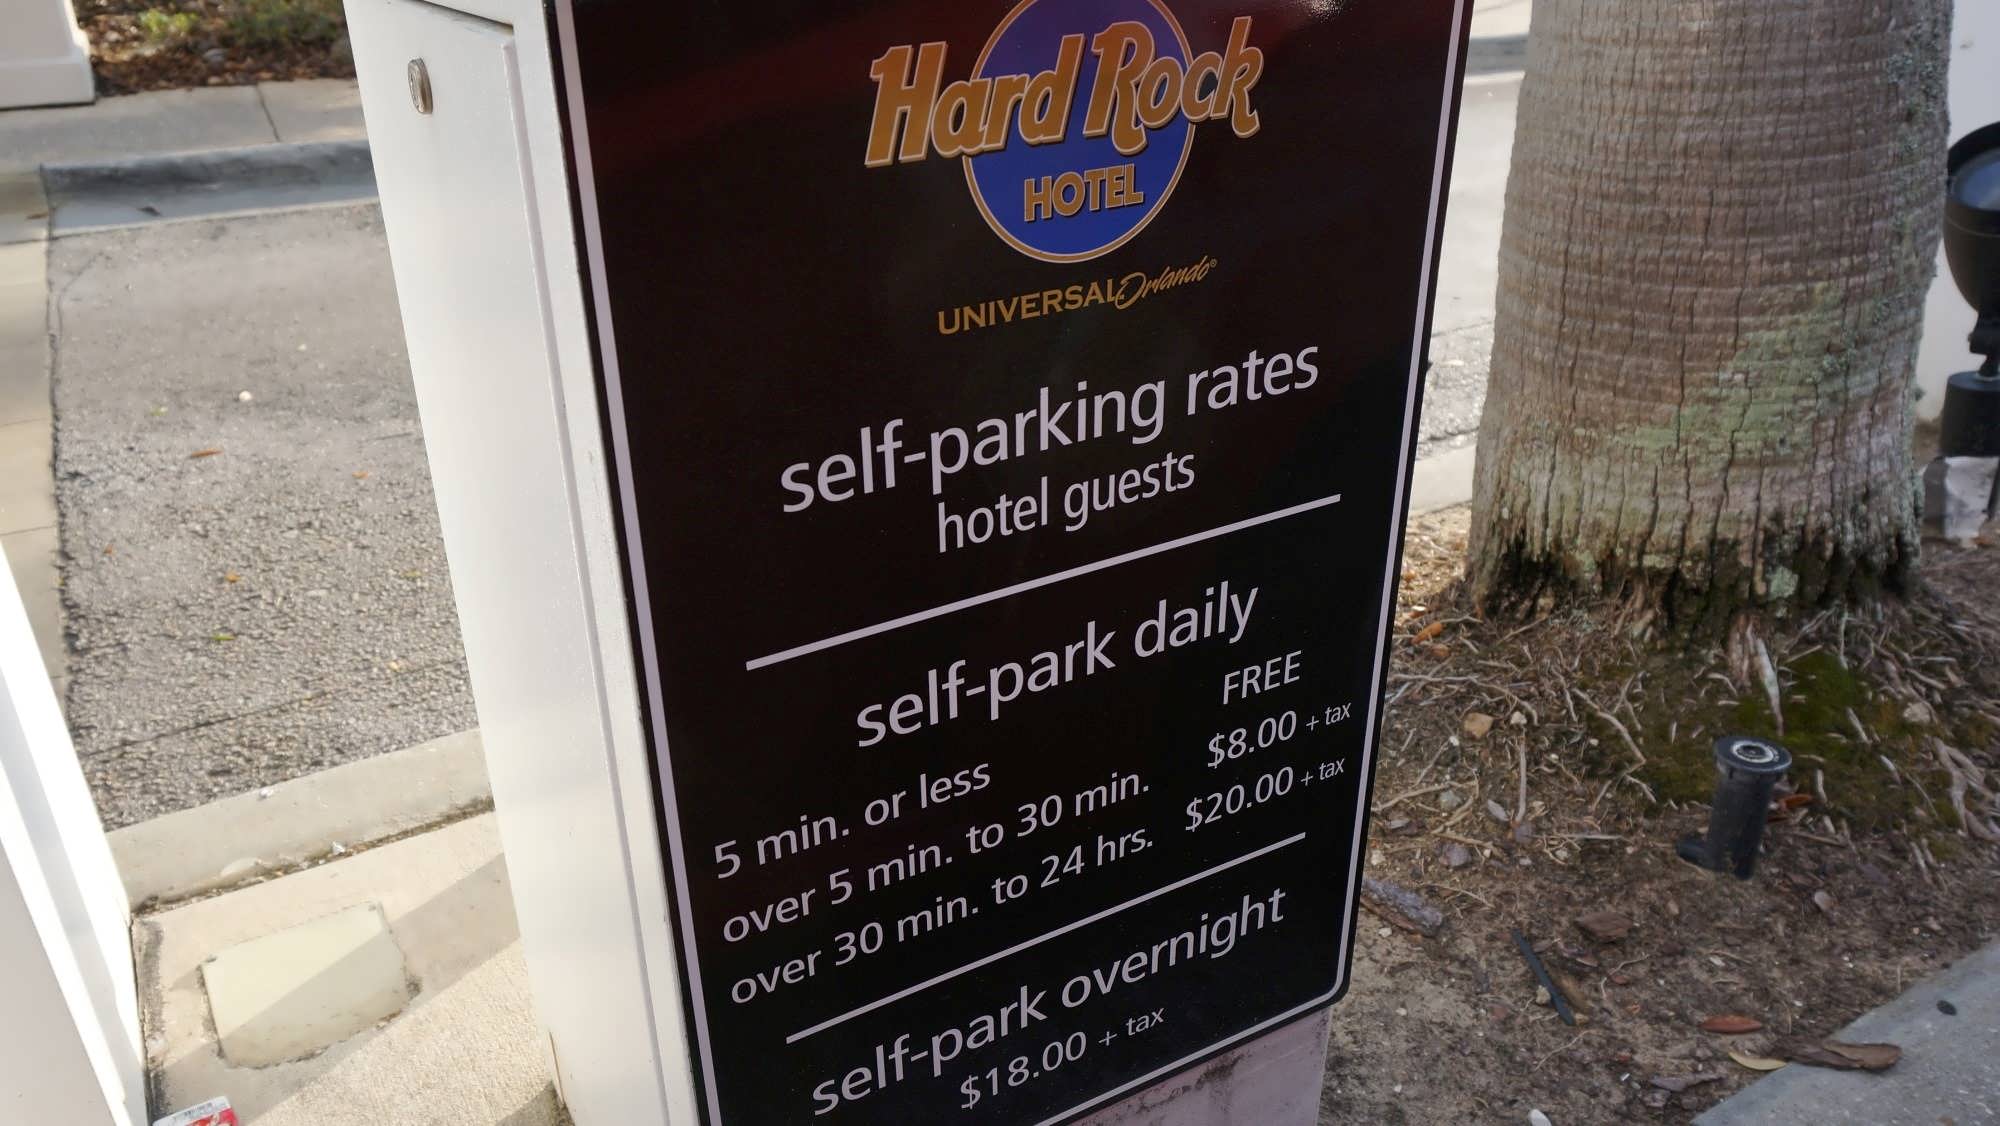 Hard Rock
HOTEL
UNIVERSAL Orlando®
self-parking rates
hotel guests
self-park daily
5 min. or less FREE
over 5 min. to 30 min. $8.00 + tax
over 30 min. to 24 hrs. $20.00 + tax
self-park overnight
$18.00 + tax